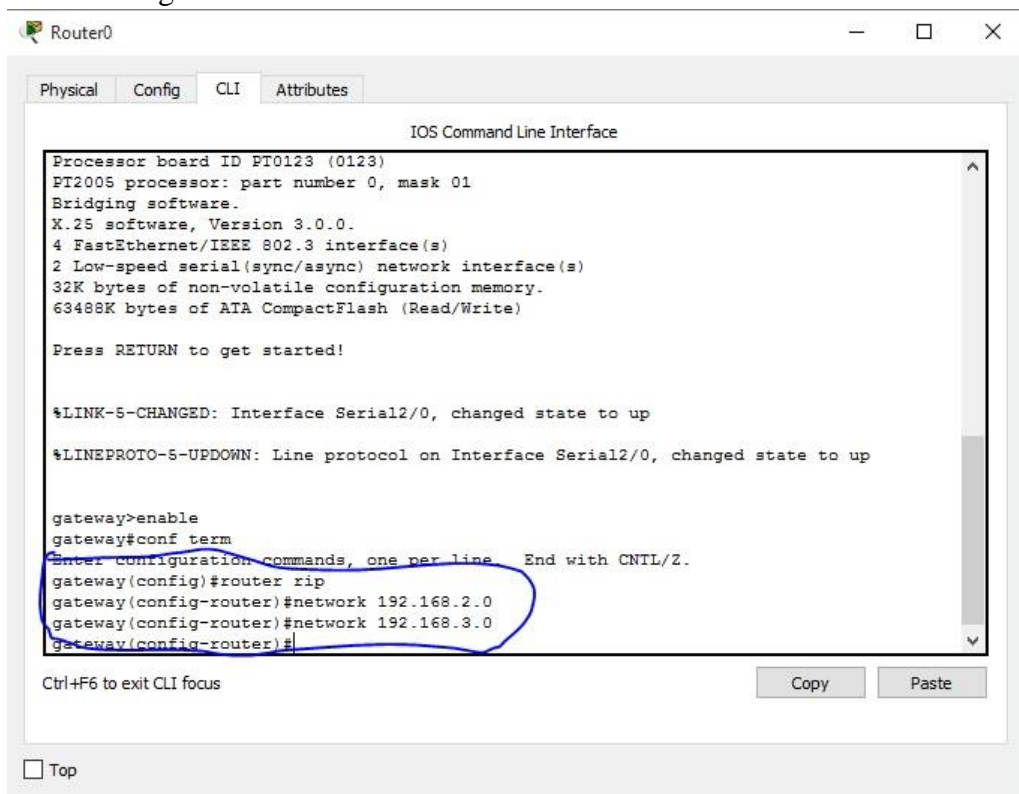 Router0
Physical Config CLI Attributes
IOS Command Line Interface
Processor board ID PT0123 (0123)
PT2005 processor: part number 0, mask 01
Bridging software.
X.25 software, Version 3.0.0.
4 FastEthernet/IEEE 802.3 interface(s)
2 Low-speed serial(sync/async) network interface(s)
32K bytes of non-volatile configuration memory.
63488K bytes of ATA CompactFlash (Read/Write)
Press RETURN to get started!
%LINK-5-CHANGED: Interface Serial2/0, changed state to up
%LINEPROTO-5-UPDOWN: Line protocol on Interface Serial2/0, changed state to up
gateway>enable
gateway#conf term
Enter configuration commands, one per line. End with CNTL/Z.
gateway(config)#router rip
gateway(config-router)#network 192.168.2.0
gateway(config-router)#network 192.168.3.0
gateway(config-router)#
Ctrl+F6 to exit CLI focus
Copy Paste
Top